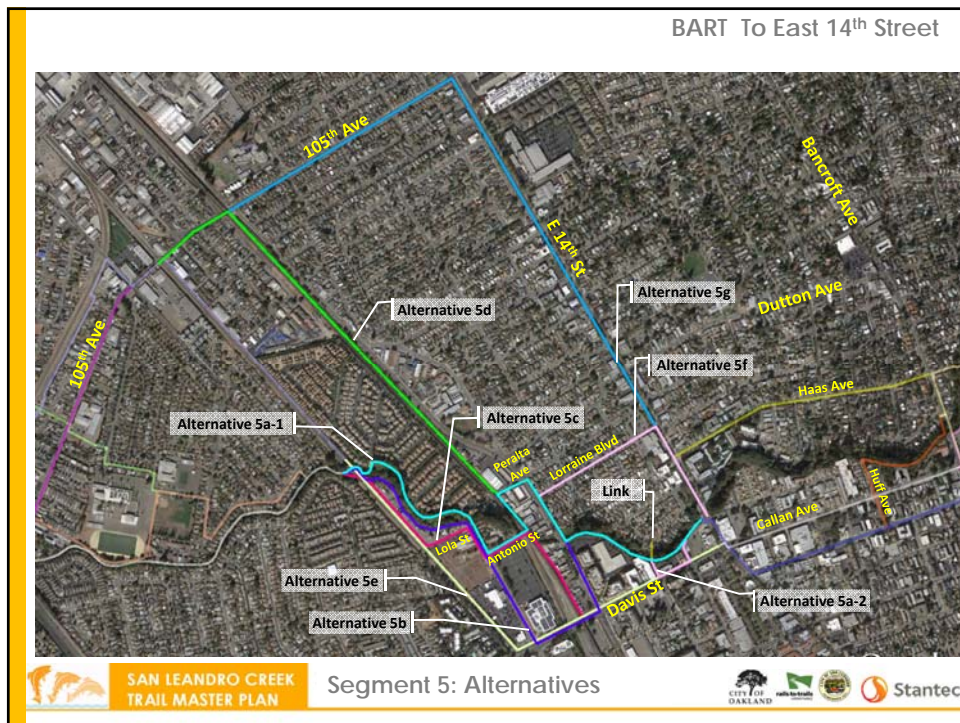 BART To East 14th Street
105th Ave
Bancroft Ave
E 14th St
Alternative 5g
Dutton Ave
Alternative 5d
105th Ave
Alternative 5f
Haas Ave
Alternative 5a-1
Alternative 5c
Peralta
Ave
Lorraine Blvd
Link
Huff Ave
Callan Ave
Lola St
Antonio St
Alternative 5e
Davis St
Alternative 5a-2
Alternative 5b
SAN LEANDRO CREEK
TRAIL MASTER PLAN
Segment 5: Alternatives
CITY OF
OAKLAND
rails-to-trails
Stantec